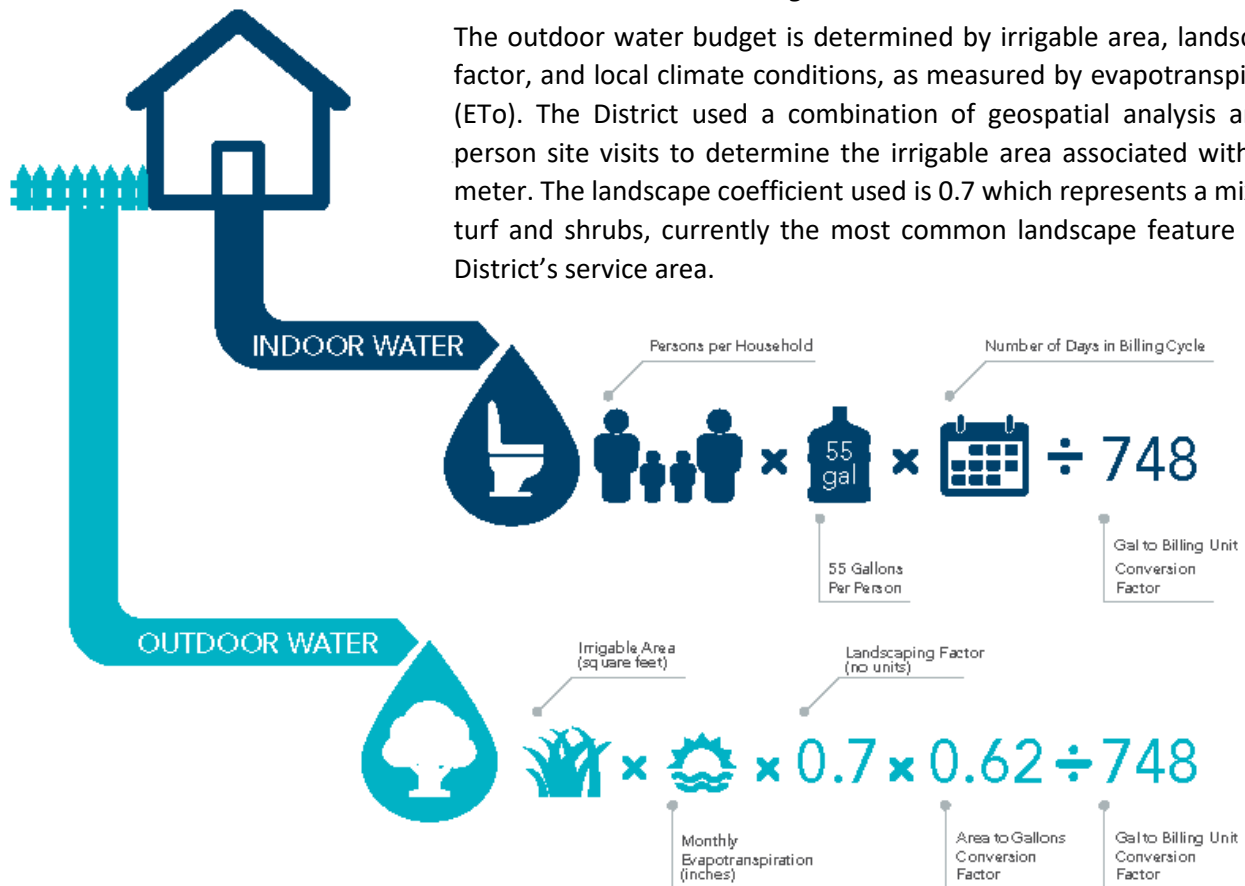 The outdoor water budget is determined by irrigable area,
factor, and local climate conditions, as measured by
(ETo). The District used a combination of geospatial analysis
person site visits to determine the irrigable area associated with
meter. The landscape coefficient used is 0.7 which represents a
turf and shrubs, currently the most common landscape feature
District's service area.
INDOOR WATER
Persons per Household
Number of Days in Billing Cycle
× 55 gal × ÷ 748
55 Gallons
Per Person
Gal to Billing Unit
Conversion
Factor
OUTDOOR WATER
Irrigable Area
(square feet)
Landscaping Factor
(no units)
× × 0.7 × 0.62 ÷ 748
Monthly
Evapotranspiration
(inches)
Area to Gallons
Conversion
Factor
Gal to Billing Unit
Conversion
Factor